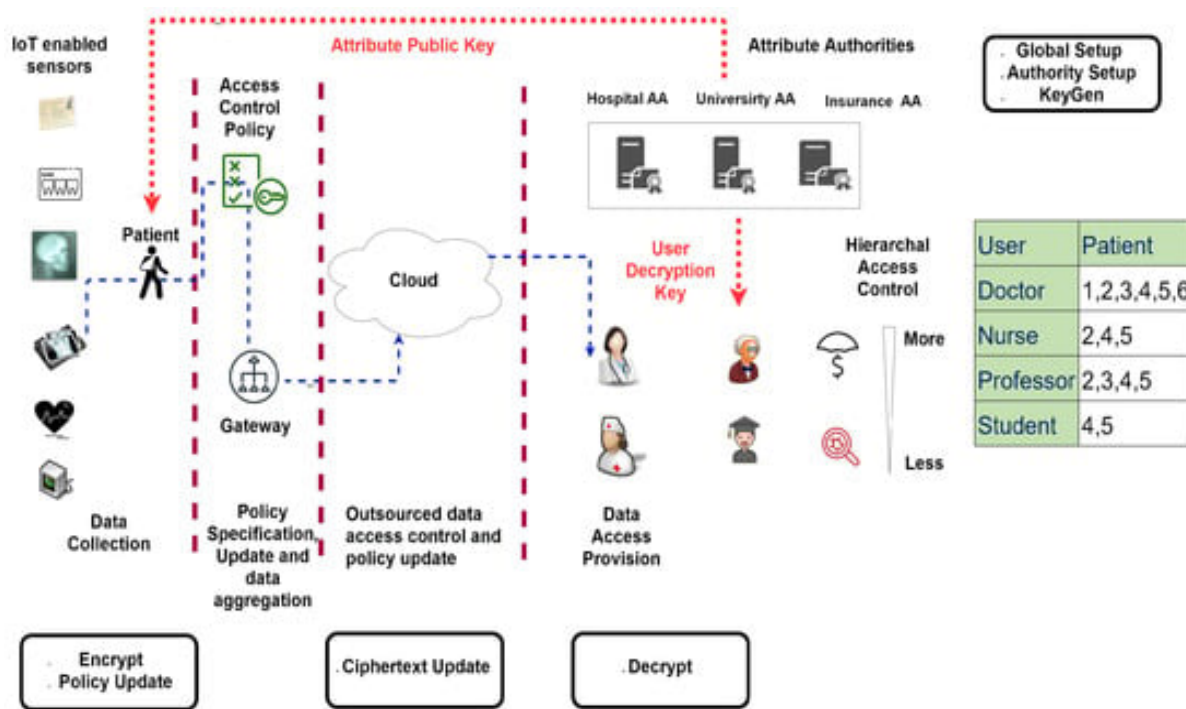 IoT enabled
sensors
Attribute Public Key
Attribute Authorities
. Global Setup
. Authority Setup
. KeyGen
Access
Control
Policy
Hospital AA
Universirty AA
Insurance AA
Patient
User
Decryption
Key
Hierarchal
Access
Control
Cloud
More
Less
Gateway
User Patient
Doctor 1,2,3,4,5,6
Nurse 2,4,5
Professor 2,3,4,5
Student 4,5
Data
Collection
Policy
Specification,
Update and
data
aggregation
Outsourced data
access control and
policy update
Data
Access
Provision
. Encrypt
. Policy Update
. Ciphertext Update
. Decrypt